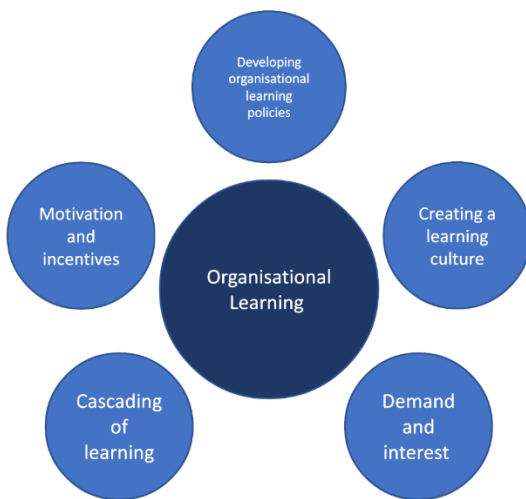 Developing
organisational
learning
policies
Motivation
and
incentives
Creating a
learning
culture
Organisational
Learning
Cascading
of
learning
Demand
and
interest